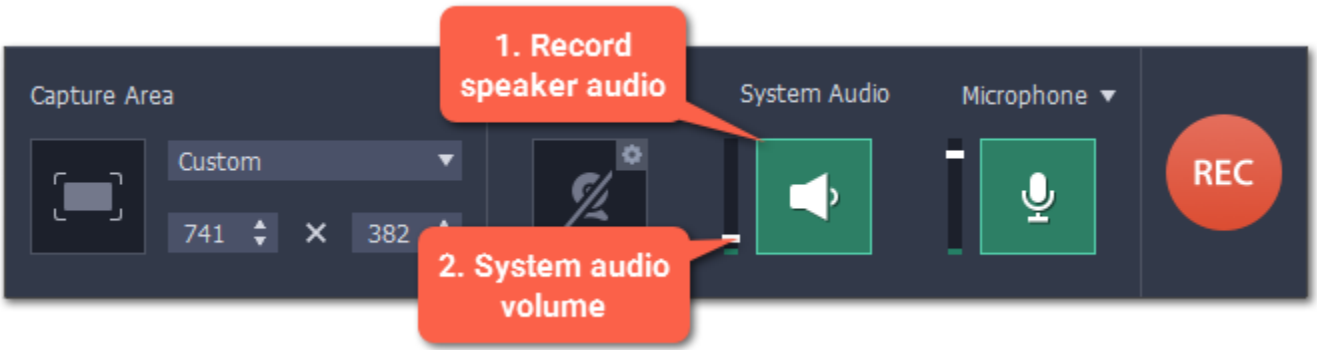 1. Record
speaker audio
Capture Area
System Audio
Microphone
Custom
741
×
382
REC
2. System audio
volume